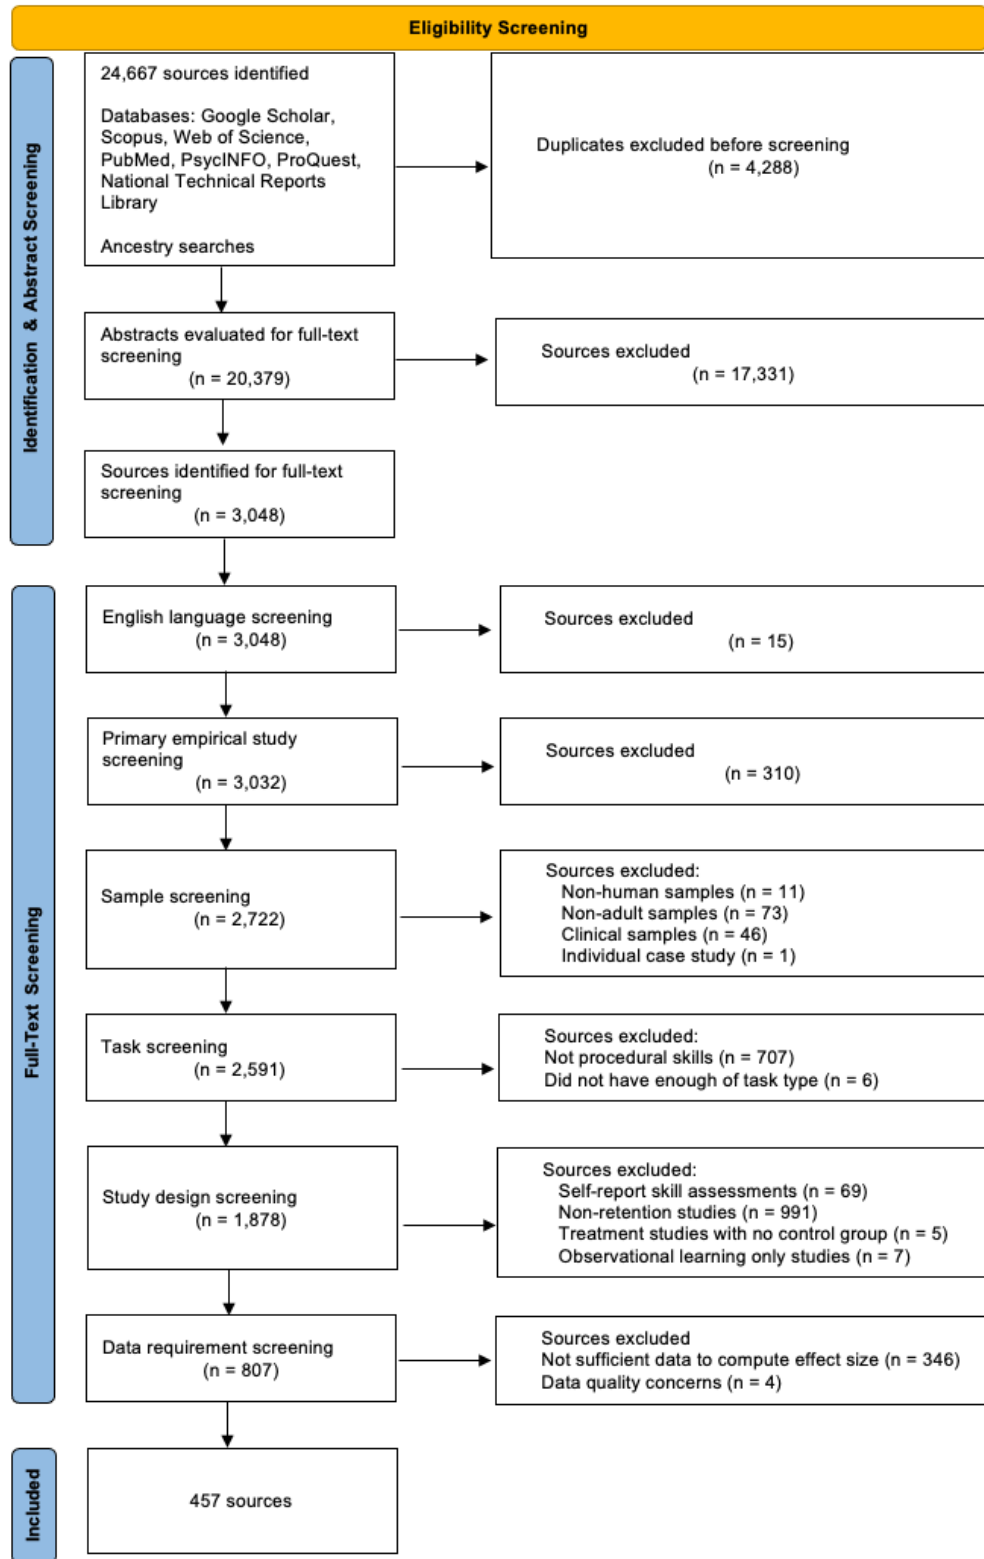 Eligibility Screening
Identification & Abstract Screening
24,667 sources identified
Databases: Google Scholar,
Scopus, Web of Science,
PubMed, PsycINFO, ProQuest,
National Technical Reports
Library
Ancestry searches
Duplicates excluded before screening
(n = 4,288)
Abstracts evaluated for full-text
screening
(n = 20,379)
Sources excluded
(n = 17,331)
Sources identified for full-text
screening
(n = 3,048)
Full-Text Screening
English language screening
(n = 3,048)
Sources excluded
(n = 15)
Primary empirical study
screening
(n = 3,032)
Sources excluded
(n = 310)
Sample screening
(n = 2,722)
Sources excluded:
Non-human samples (n = 11)
Non-adult samples (n = 73)
Clinical samples (n = 46)
Individual case study (n = 1)
Task screening
(n = 2,591)
Sources excluded:
Not procedural skills (n = 707)
Did not have enough of task type (n = 6)
Study design screening
(n = 1,878)
Sources excluded:
Self-report skill assessments (n = 69)
Non-retention studies (n = 991)
Treatment studies with no control group (n = 5)
Observational learning only studies (n = 7)
Data requirement screening
(n = 807)
Sources excluded
Not sufficient data to compute effect size (n = 346)
Data quality concerns (n = 4)
Included
457 sources